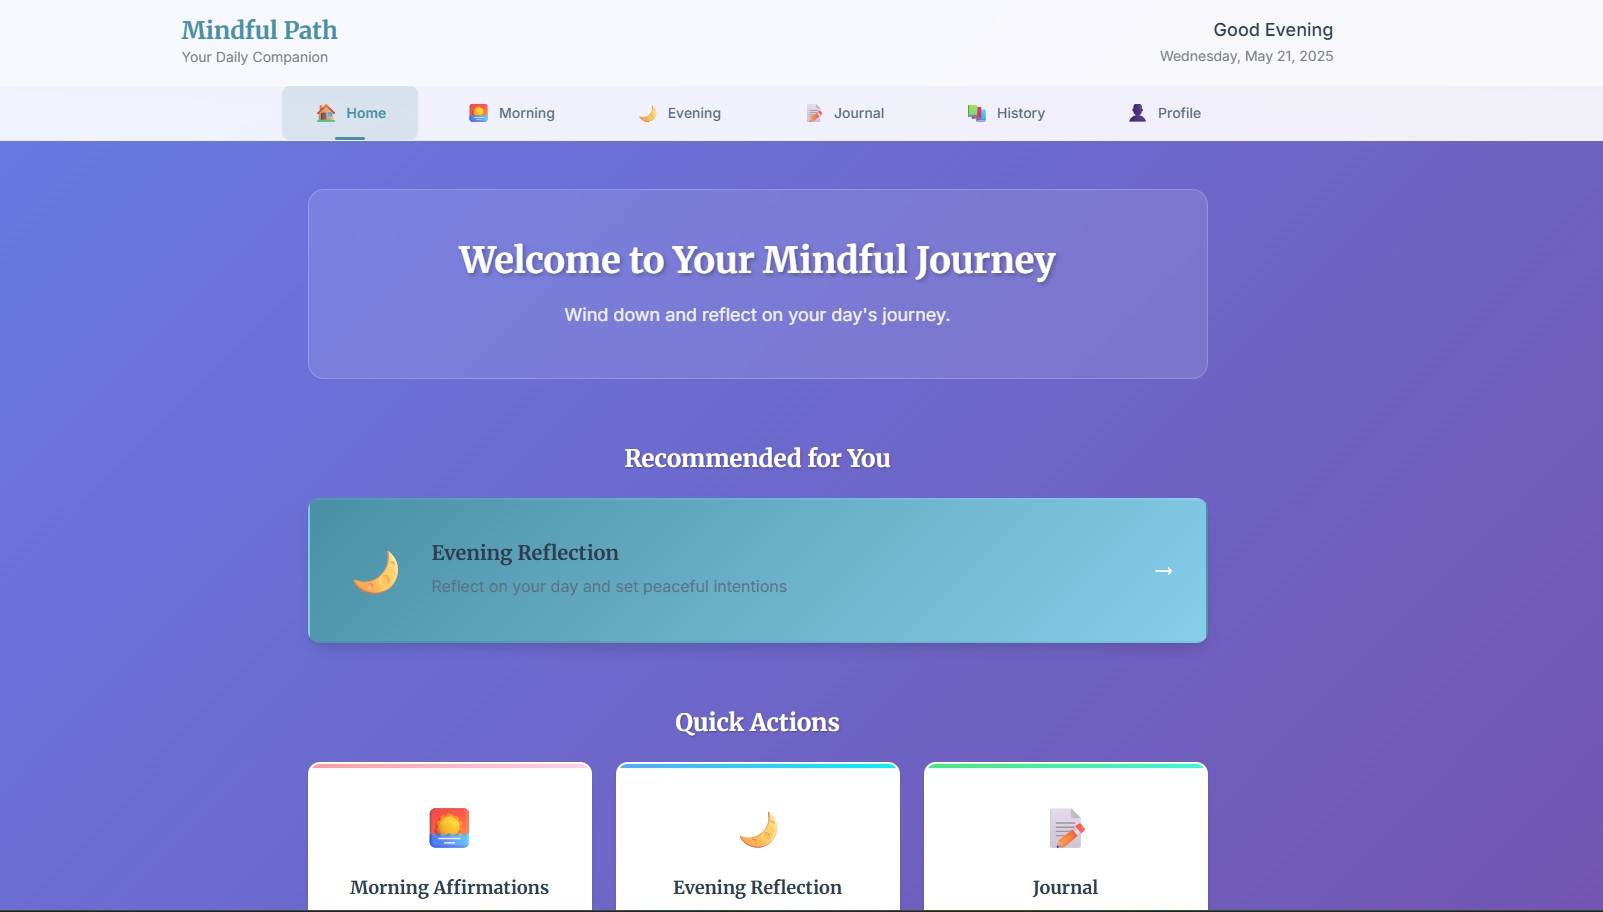 Mindful Path
Your Daily Companion
Good Evening
Wednesday, May 21, 2025
Home
Morning
Evening
Journal
History
Profile
Welcome to Your Mindful Journey
Wind down and reflect on your day's journey.
Recommended for You
Evening Reflection
Reflect on your day and set peaceful intentions
→
Quick Actions
Morning Affirmations
Evening Reflection
Journal